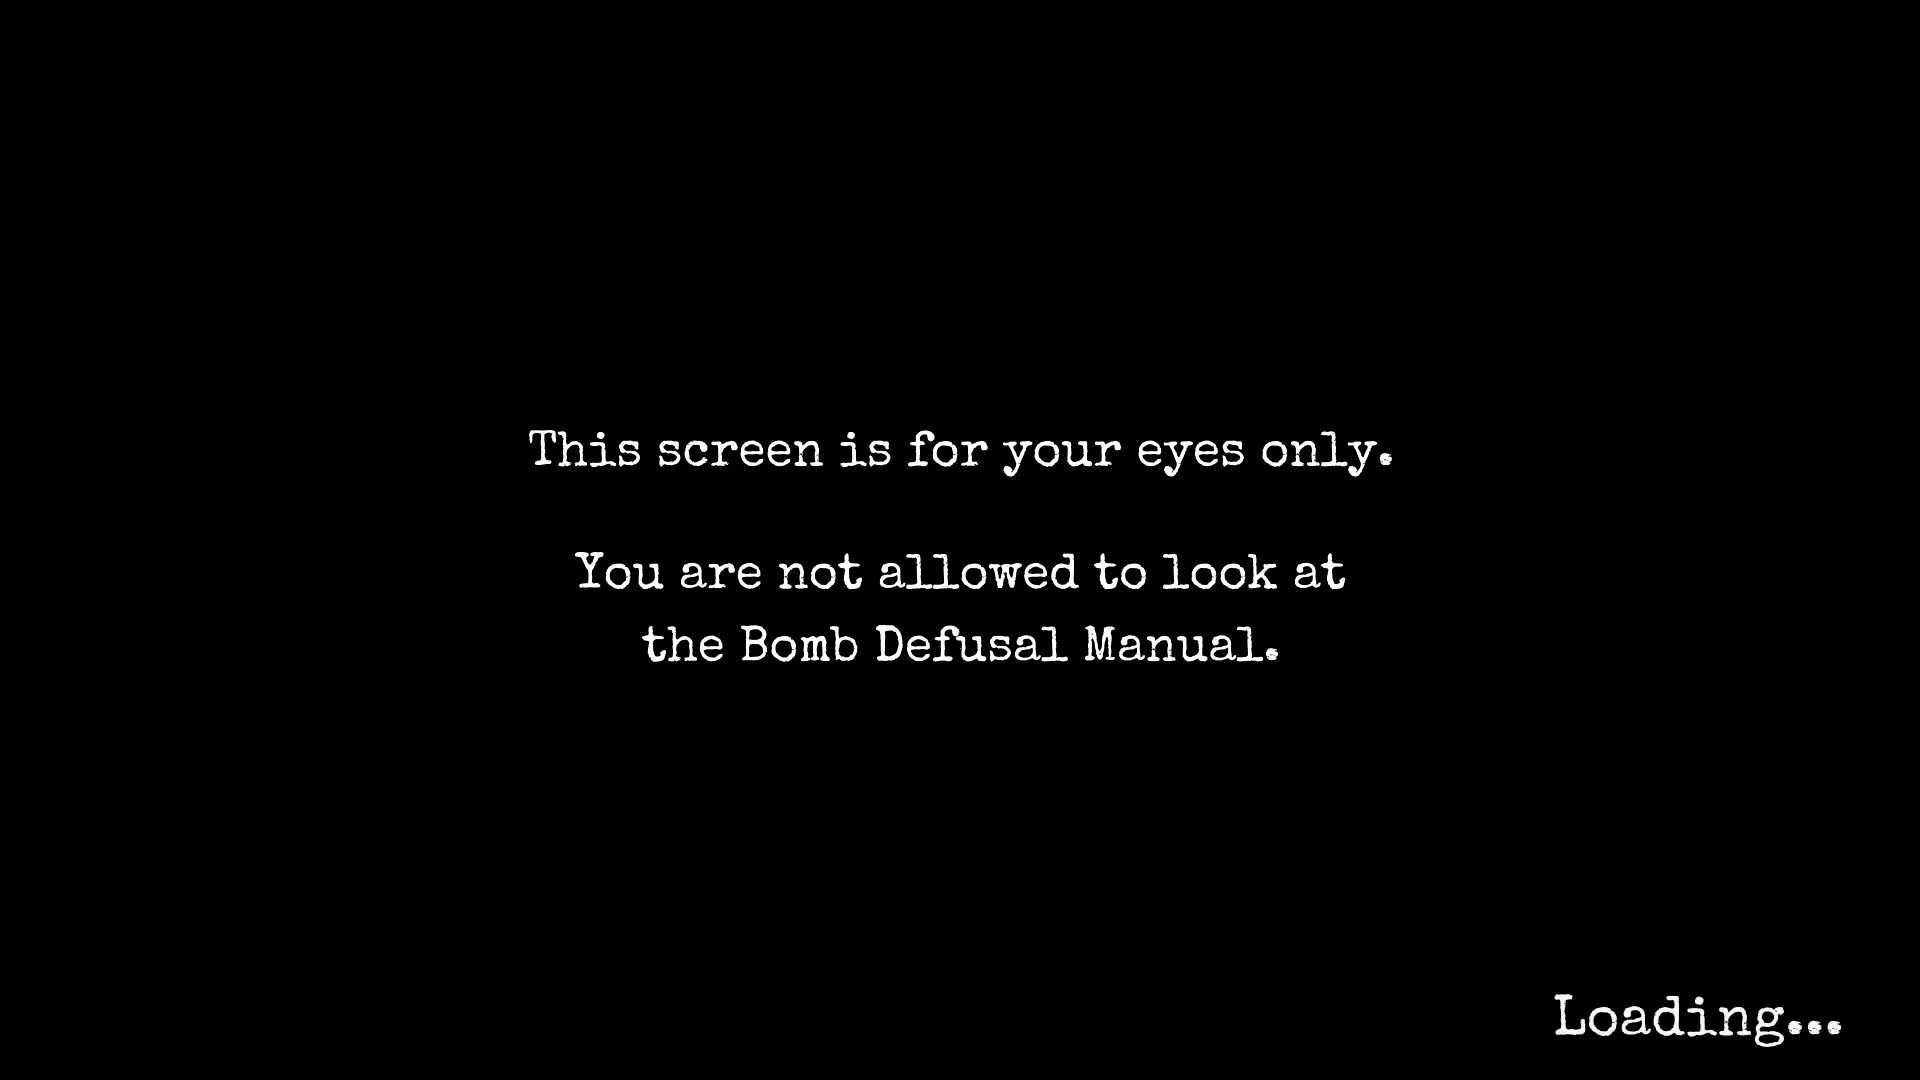 This screen is for your eyes only.
You are not allowed to look at
the Bomb Defusal Manual.
Loading...